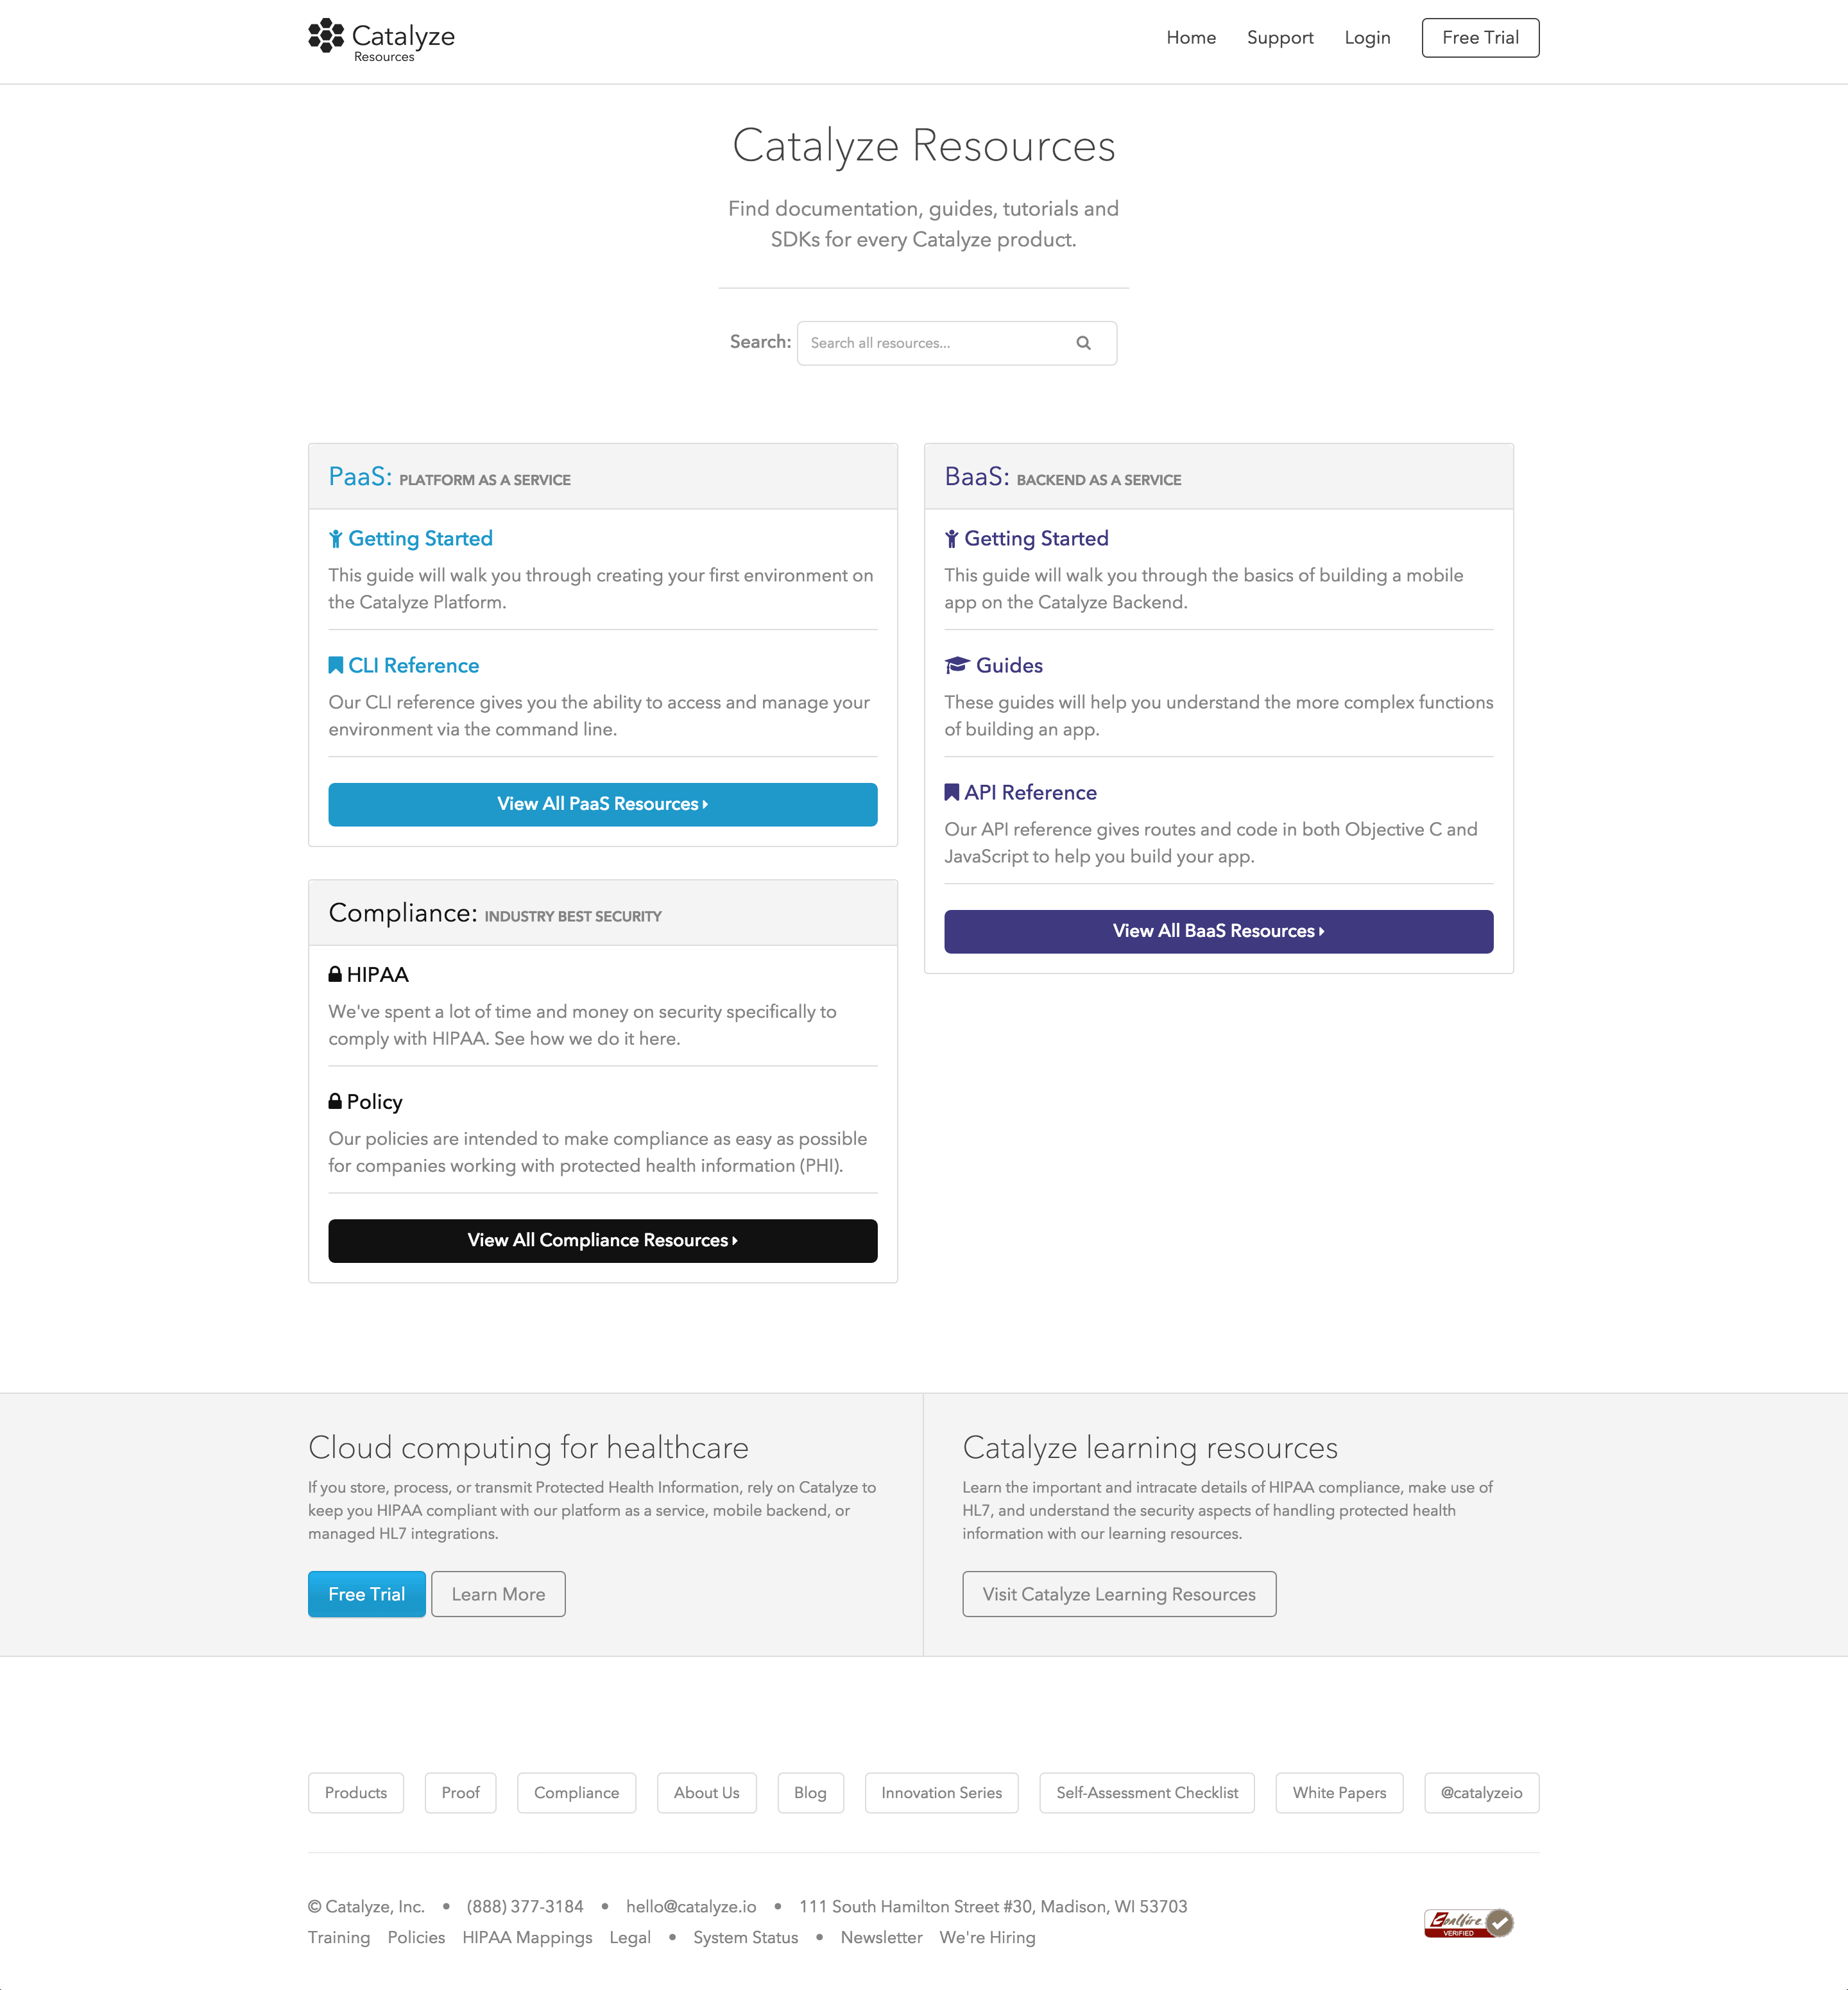 Catalyze
Resources
Home
Support
Login
Free Trial
Catalyze Resources
Find documentation, guides, tutorials and
SDKs for every Catalyze product.
Search:
Search all resources...
PaaS: PLATFORM AS A SERVICE
Getting Started
This guide will walk you through creating your first environment on
the Catalyze Platform.
CLI Reference
Our CLI reference gives you the ability to access and manage your
environment via the command line.
View All PaaS Resources
BaaS: BACKEND AS A SERVICE
Getting Started
This guide will walk you through the basics of building a mobile
app on the Catalyze Backend.
Guides
These guides will help you understand the more complex functions
of building an app.
API Reference
Our API reference gives routes and code in both Objective C and
JavaScript to help you build your app.
View All BaaS Resources
Compliance: INDUSTRY BEST SECURITY
HIPAA
We've spent a lot of time and money on security specifically to
comply with HIPAA. See how we do it here.
Policy
Our policies are intended to make compliance as easy as possible
for companies working with protected health information (PHI).
View All Compliance Resources
Cloud computing for healthcare
If you store, process, or transmit Protected Health Information, rely on Catalyze to
keep you HIPAA compliant with our platform as a service, mobile backend, or
managed HL7 integrations.
Free Trial
Learn More
Catalyze learning resources
Learn the important and intracate details of HIPAA compliance, make use of
HL7, and understand the security aspects of handling protected health
information with our learning resources.
Visit Catalyze Learning Resources
Products
Proof
Compliance
About Us
Blog
Innovation Series
Self-Assessment Checklist
White Papers
@catalyzeio
© Catalyze, Inc. • (888) 377-3184 • hello@catalyze.io • 111 South Hamilton Street #30, Madison, WI 53703
Training Policies HIPAA Mappings Legal • System Status • Newsletter We're Hiring
Coalfire
VERIFIED